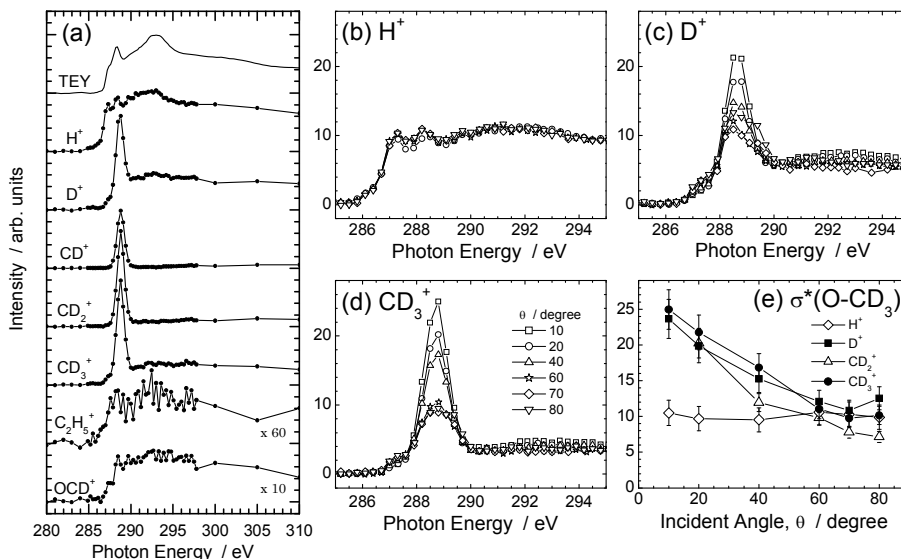 (a)
TEY
H+
D+
CD+
CD2+
CD3+
C2H5+
x 60
OCD+
x 10
280 285 290 295 300 305 310
Photon Energy / eV
Intensity / arb. units
(b) H+
20
10
0
286 288 290 292 294
Photon Energy / eV
(c) D+
20
10
0
286 288 290 292 294
Photon Energy / eV
(d) CD3+
θ / degree
10
20
40
60
70
80
20
10
0
286 288 290 292 294
Photon Energy / eV
(e) σ*(O-CD3)
H+
D+
CD2+
CD3+
25
20
15
10
5
0
0 20 40 60 80
Incident Angle, θ / degree